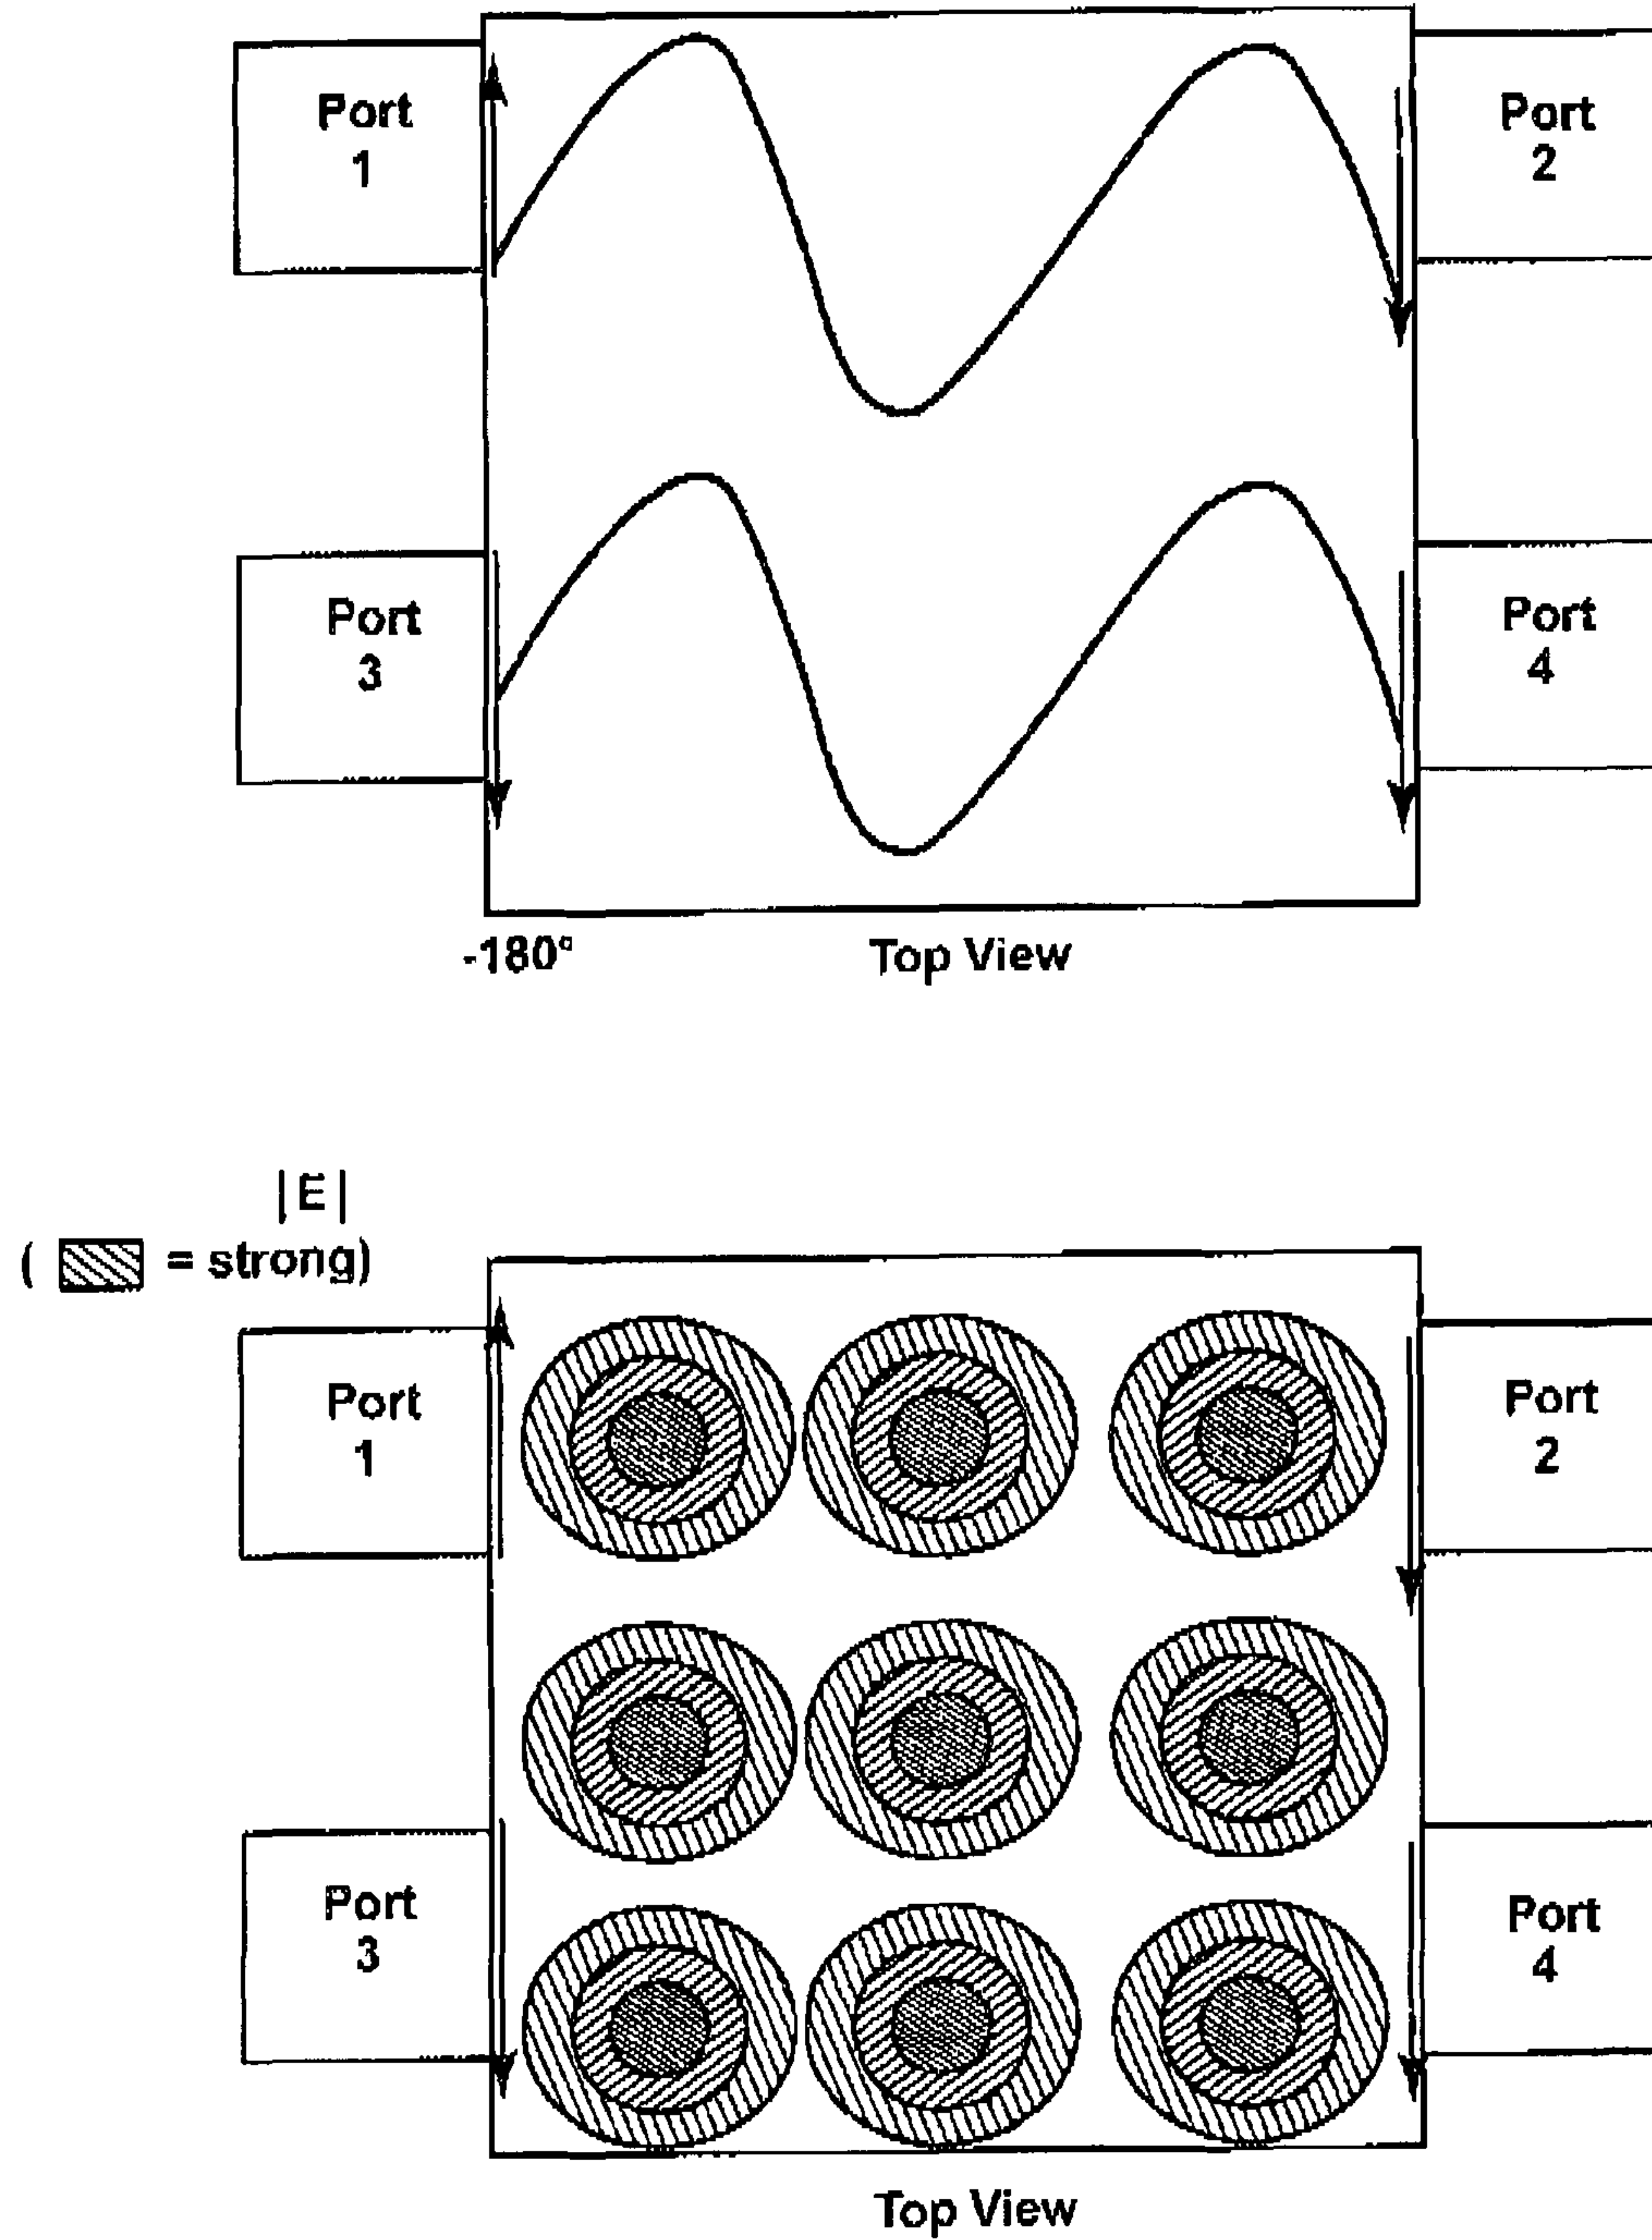 Port
1
Port
2
Port
3
Port
4
-180°
Top View
|E|
( = strong)
Port
1
Port
2
Port
3
Port
4
Top View